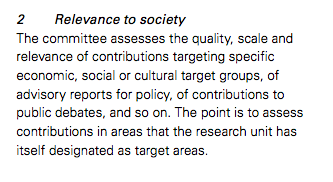 2 Relevance to society
The committee assesses the quality, scale and
relevance of contributions targeting specific
economic, social or cultural target groups, of
advisory reports for policy, of contributions to
public debates, and so on. The point is to assess
contributions in areas that the research unit has
itself designated as target areas.